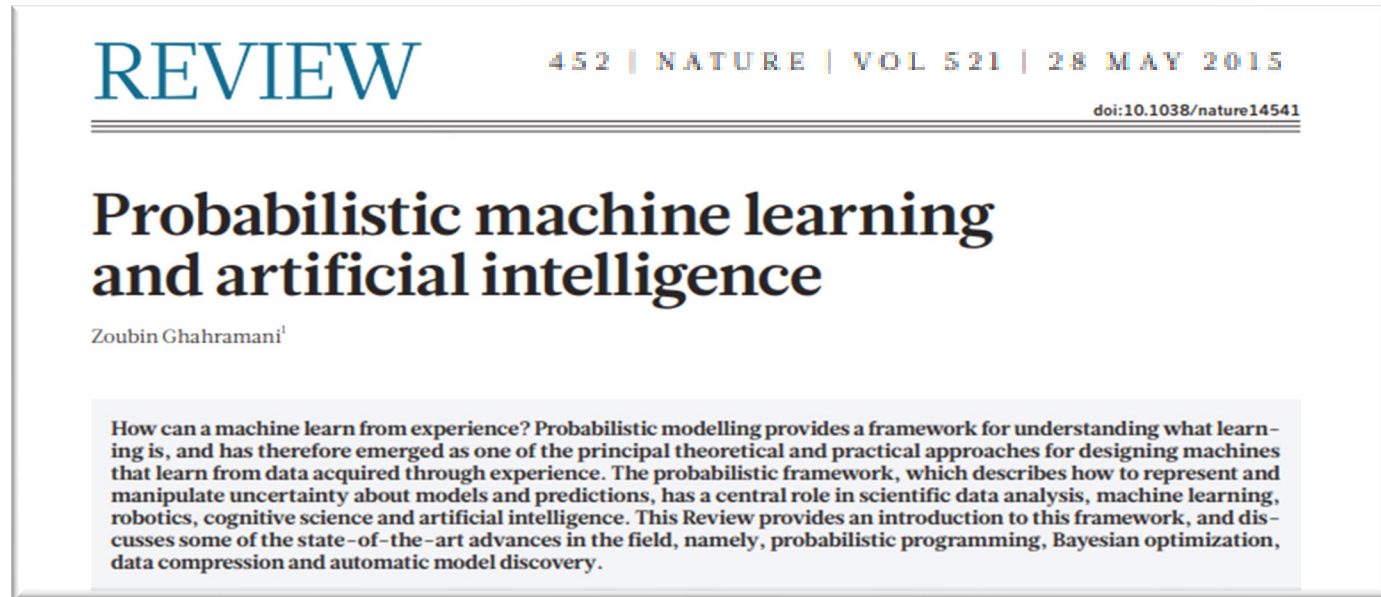 REVIEW
452 | NATURE | VOL 521 | 28 MAY 2015
doi:10.1038/nature14541
Probabilistic machine learning
and artificial intelligence
Zoubin Ghahramani¹
How can a machine learn from experience? Probabilistic modelling provides a framework for understanding what learn-
ing is, and has therefore emerged as one of the principal theoretical and practical approaches for designing machines
that learn from data acquired through experience. The probabilistic framework, which describes how to represent and
manipulate uncertainty about models and predictions, has a central role in scientific data analysis, machine learning,
robotics, cognitive science and artificial intelligence. This Review provides an introduction to this framework, and dis-
cusses some of the state-of-the-art advances in the field, namely, probabilistic programming, Bayesian optimization,
data compression and automatic model discovery.